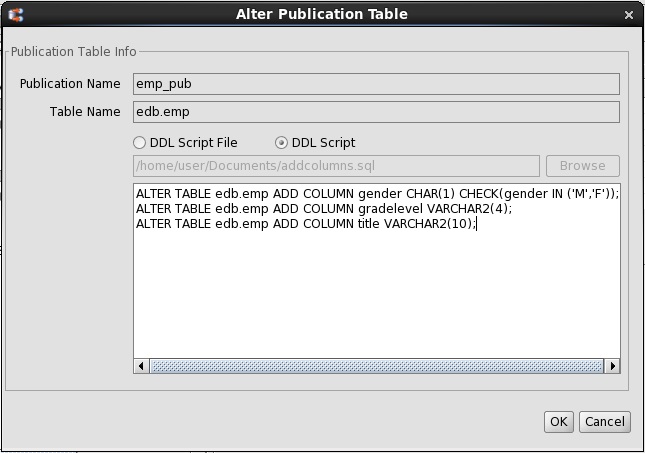 Alter Publication Table
Publication Table Info
Publication Name emp_pub
Table Name edb.emp
DDL Script File DDL Script
/home/user/Documents/addcolumns.sql Browse
ALTER TABLE edb.emp ADD COLUMN gender CHAR(1) CHECK(gender IN ('M','F'));
ALTER TABLE edb.emp ADD COLUMN gradelevel VARCHAR2(4);
ALTER TABLE edb.emp ADD COLUMN title VARCHAR2(10);
OK Cancel